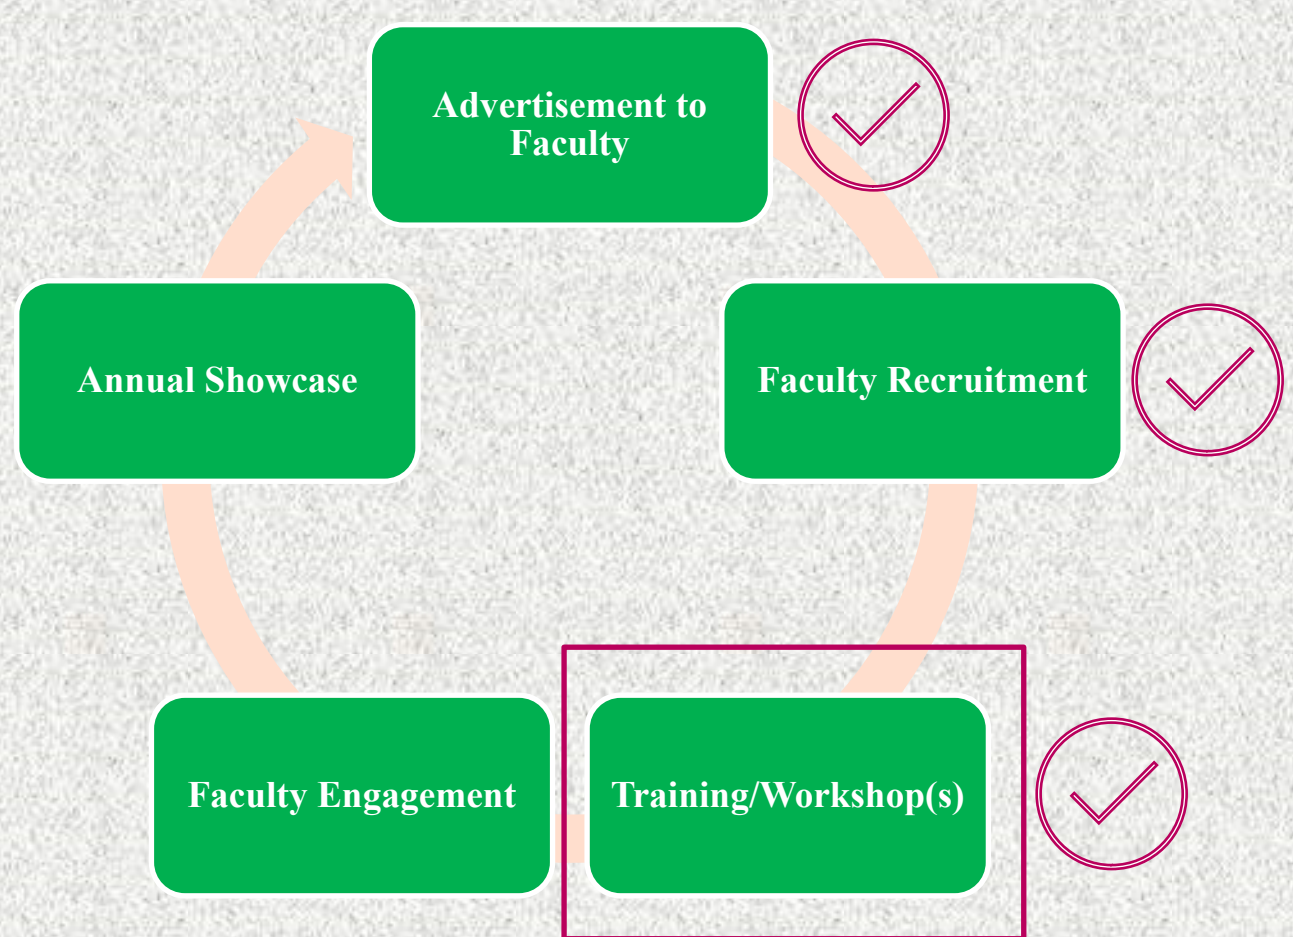 Advertisement to
Faculty
Annual Showcase
Faculty Recruitment
Faculty Engagement
Training/Workshop(s)